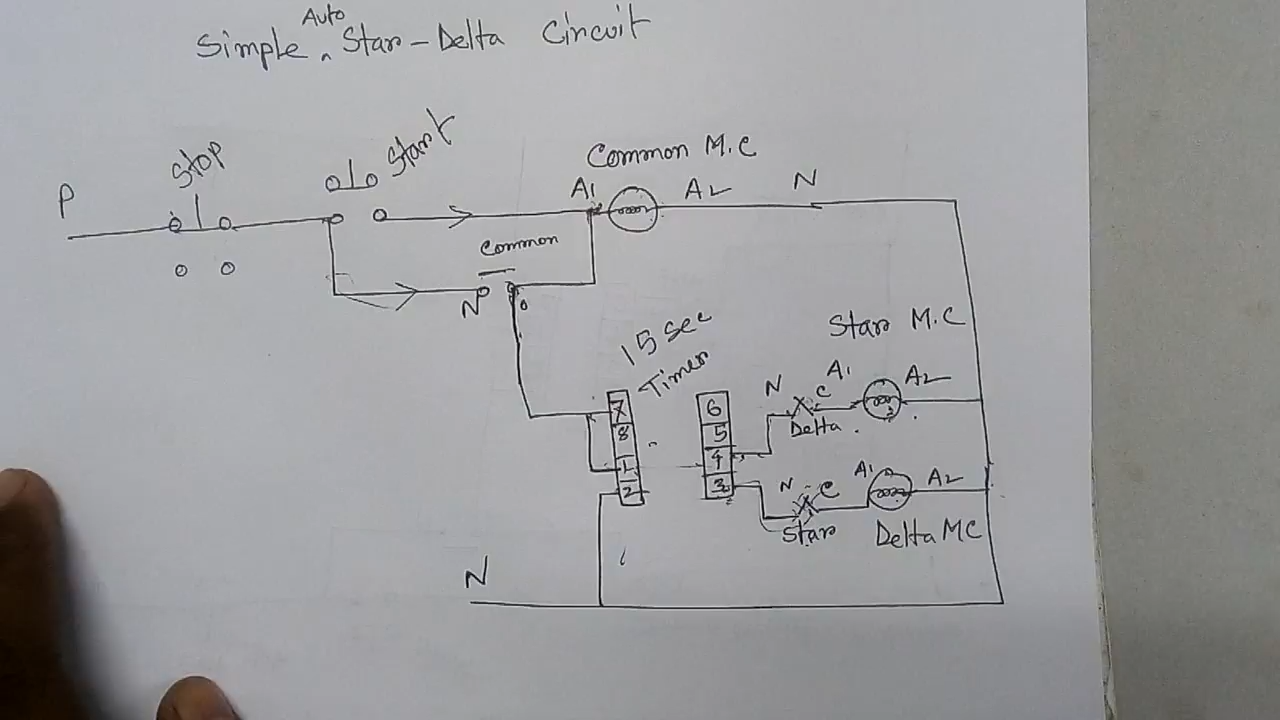 Auto
Simple Star-Delta Circuit
P
Stop
Start
Common M.C
A1
A2
N
Common
N
o
15 Sec
Timer
Star M.C
7
8
1
2
6
5
4
3
N
C
A1
A2
Delta
N
C
A1
A2
Star
Delta MC
N